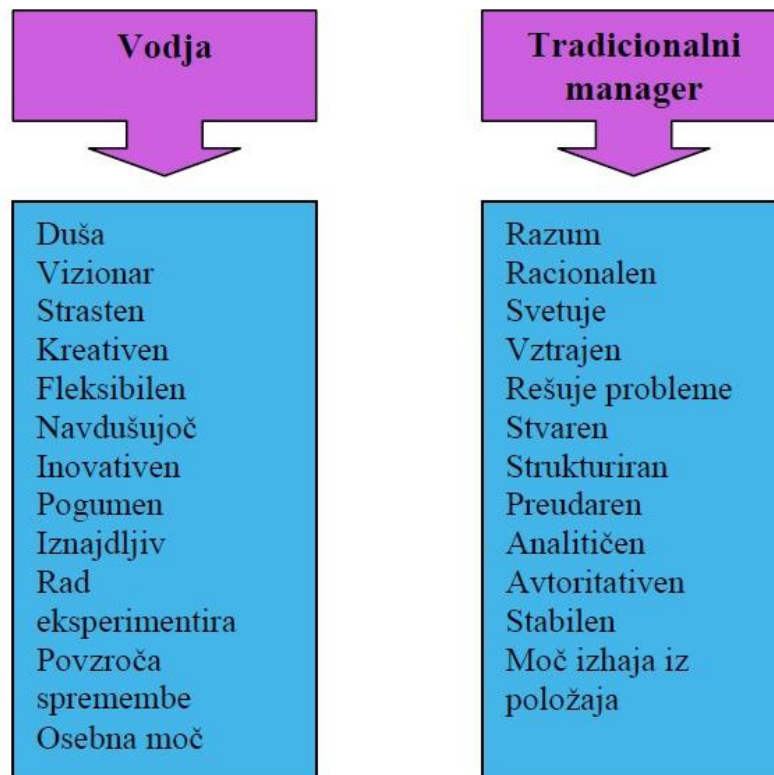 Vodja
Duša
Vizionar
Strasten
Kreativen
Fleksibilen
Navdušujoč
Inovativen
Pogumen
Iznajdljiv
Rad
eksperimentira
Povzroča
spremembe
Osebna moč
Tradicionalni
manager
Razum
Racionalen
Svetuje
Vztrajen
Rešuje probleme
Stvaren
Strukturiran
Preudaren
Analitičen
Avtoritativen
Stabilen
Moč izhaja iz
položaja